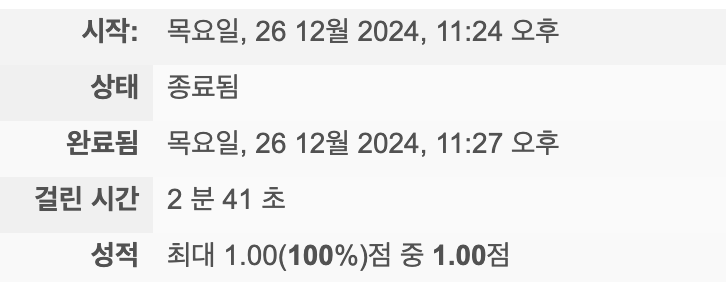 시작: 목요일, 26 12월 2024, 11:24 오후
상태 종료됨
완료됨 목요일, 26 12월 2024, 11:27 오후
걸린 시간 2 분 41 초
성적 최대 1.00(100%)점 중 1.00점